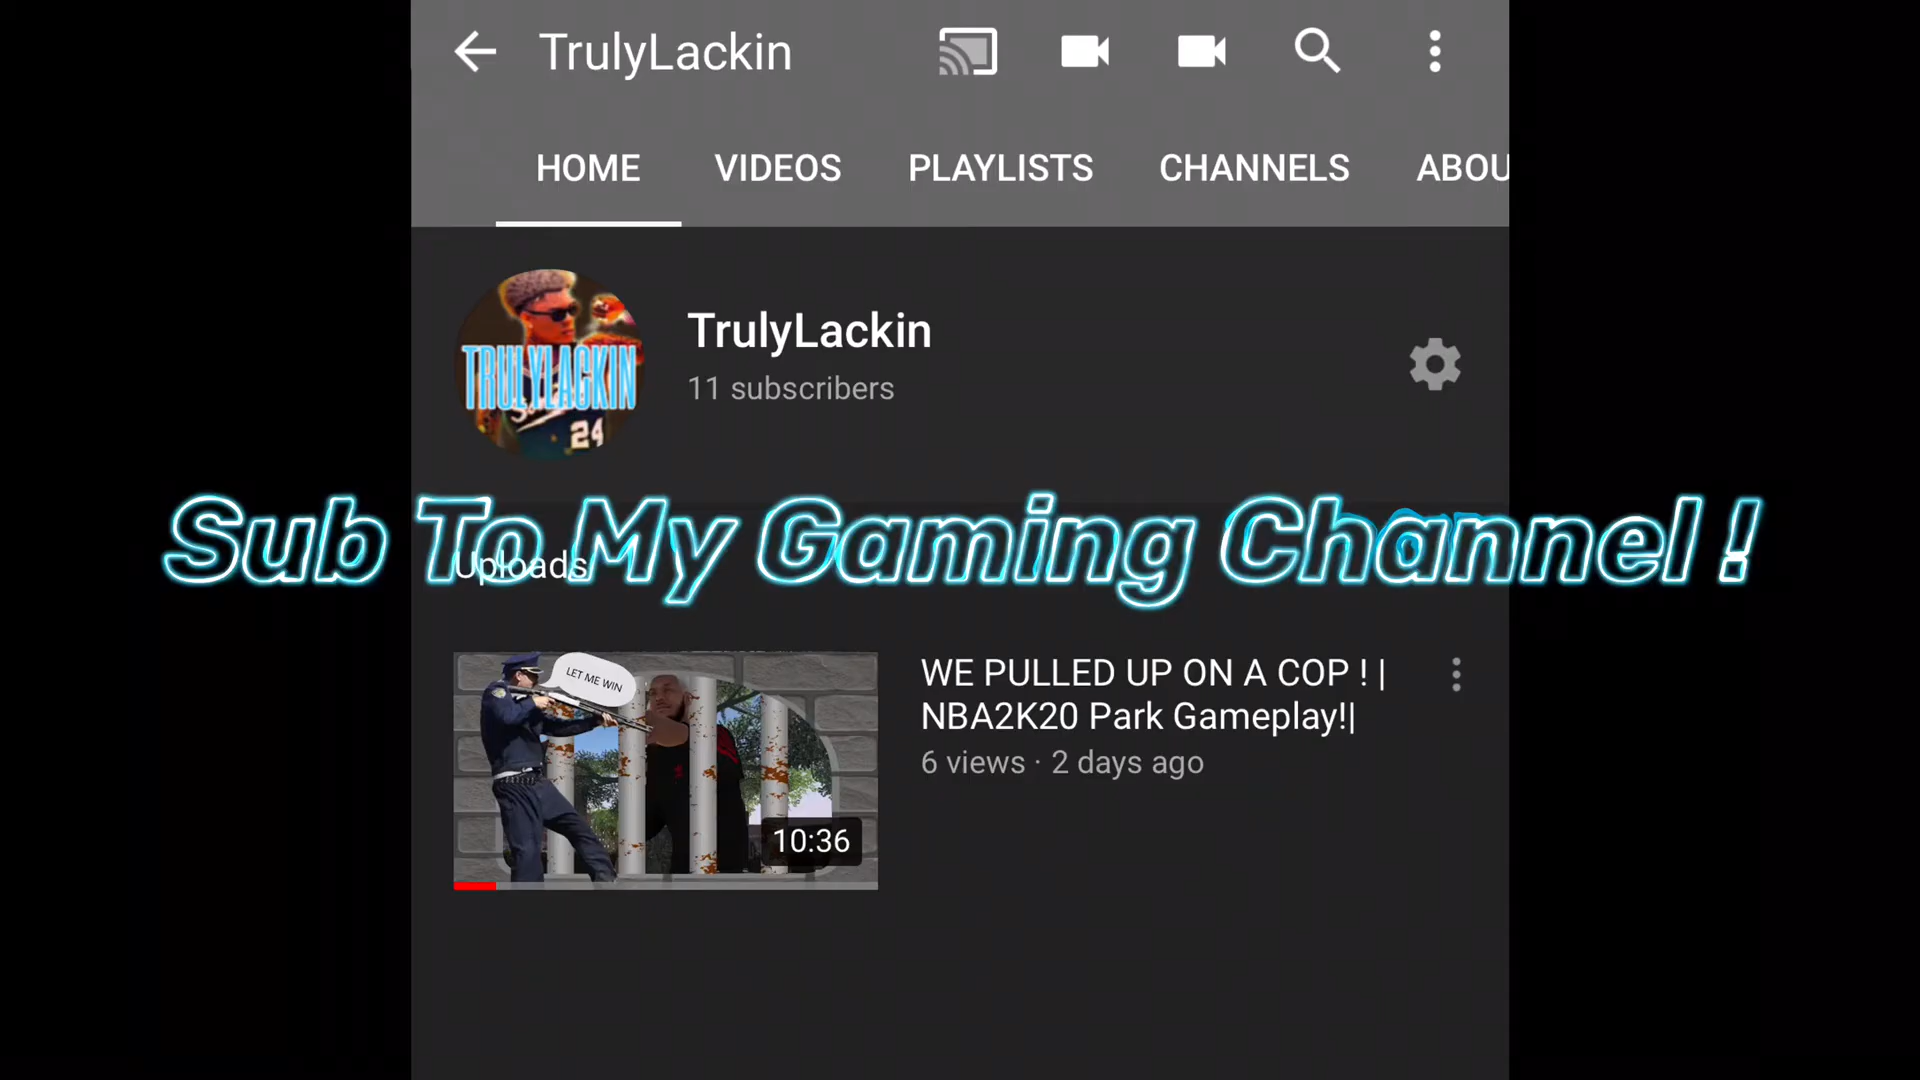 TrulyLackin
HOME VIDEOS PLAYLISTS CHANNELS ABOU
TRULYLACKIN
24
TrulyLackin
11 subscribers
Sub To My Gaming Channel !
Uploads
LET ME WIN
10:36
WE PULLED UP ON A COP ! |
NBA2K20 Park Gameplay!|
6 views · 2 days ago